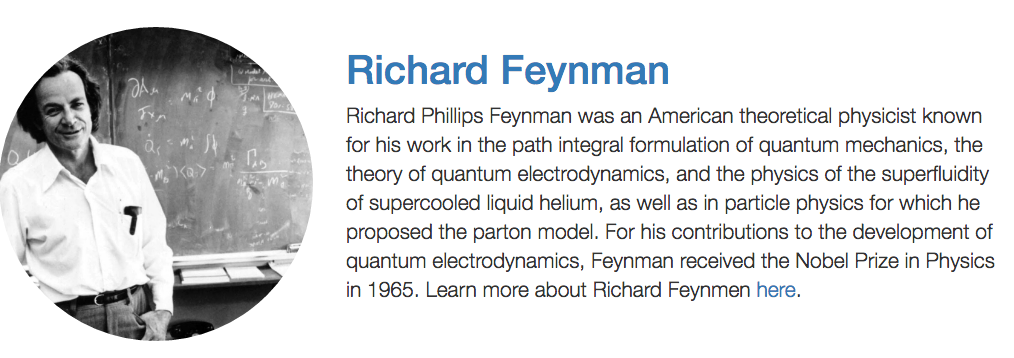 Richard Feynman
Richard Phillips Feynman was an American theoretical physicist known
for his work in the path integral formulation of quantum mechanics, the
theory of quantum electrodynamics, and the physics of the superfluidity
of supercooled liquid helium, as well as in particle physics for which he
proposed the parton model. For his contributions to the development of
quantum electrodynamics, Feynman received the Nobel Prize in Physics
in 1965. Learn more about Richard Feynmen here.